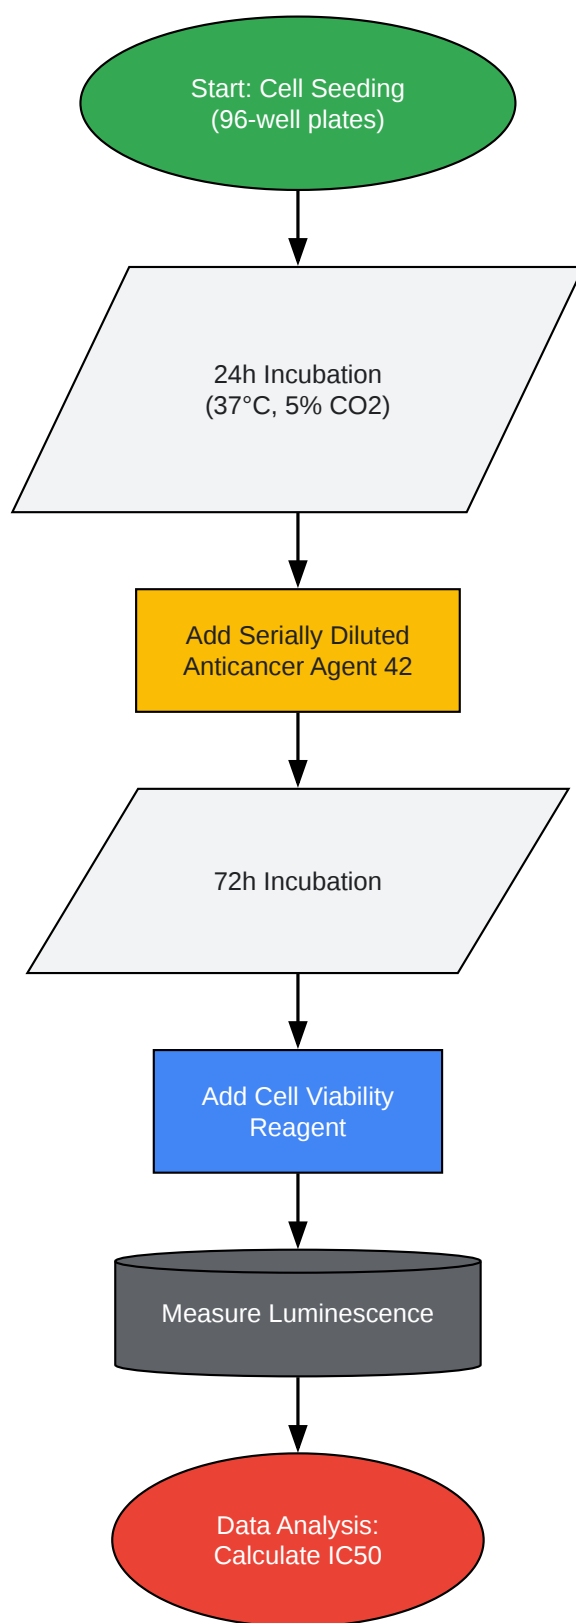 Start: Cell Seeding
(96-well plates)
24h Incubation
(37°C, 5% CO2)
Add Serially Diluted
Anticancer Agent 42
72h Incubation
Add Cell Viability
Reagent
Measure Luminescence
Data Analysis:
Calculate IC50